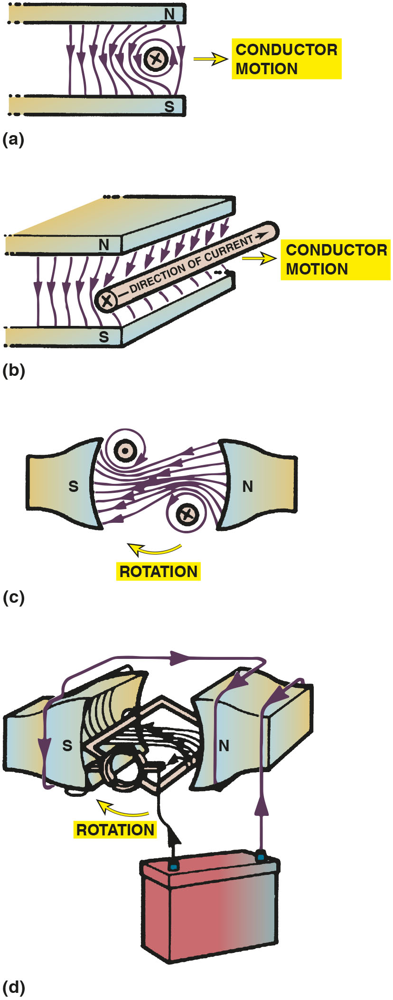 N
CONDUCTOR
MOTION
S
(a)
N
DIRECTION OF CURRENT
CONDUCTOR
MOTION
S
(b)
S
N
ROTATION
(c)
S
N
ROTATION
(d)